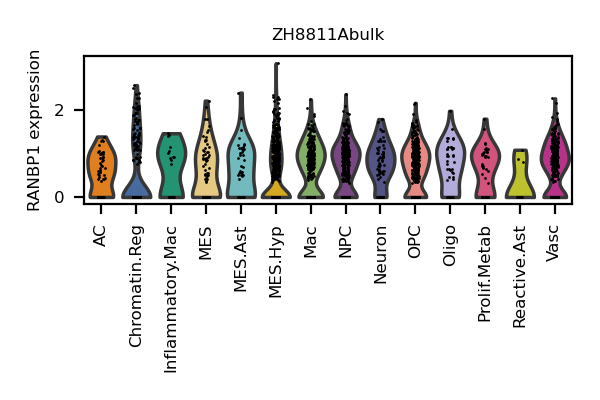 ZH8811Abulk
RANBP1 expression
2
0
AC
Chromatin.Reg
Inflammatory.Mac
MES
MES.Ast
MES.Hyp
Mac
NPC
Neuron
OPC
Oligo
Prolif.Metab
Reactive.Ast
Vasc